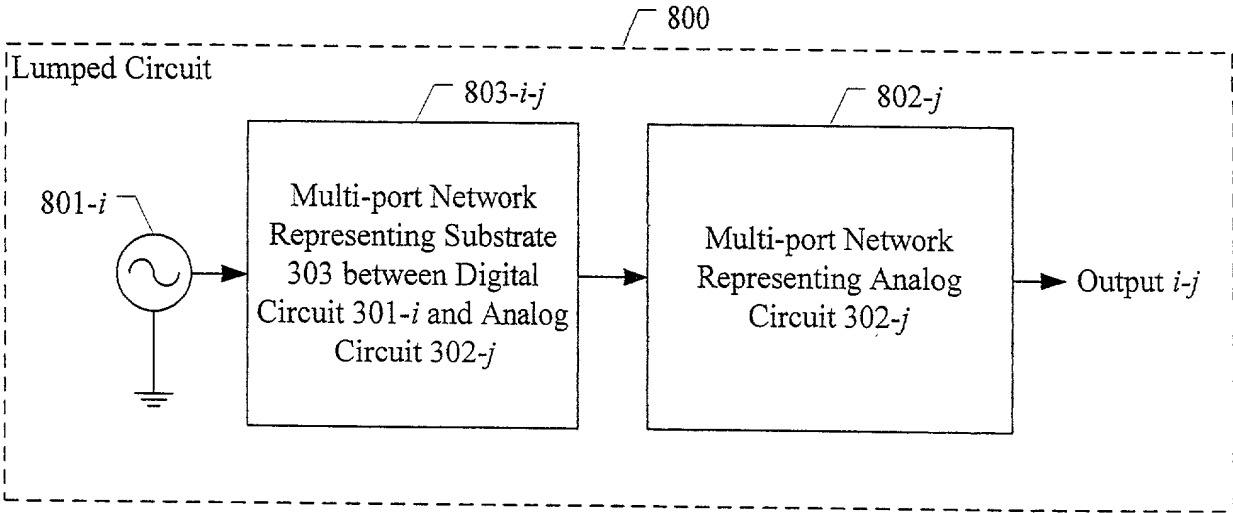 800
Lumped Circuit
803-i-j
802-j
801-i
Multi-port Network
Representing Substrate
303 between Digital
Circuit 301-i and Analog
Circuit 302-j
Multi-port Network
Representing Analog
Circuit 302-j
Output i-j